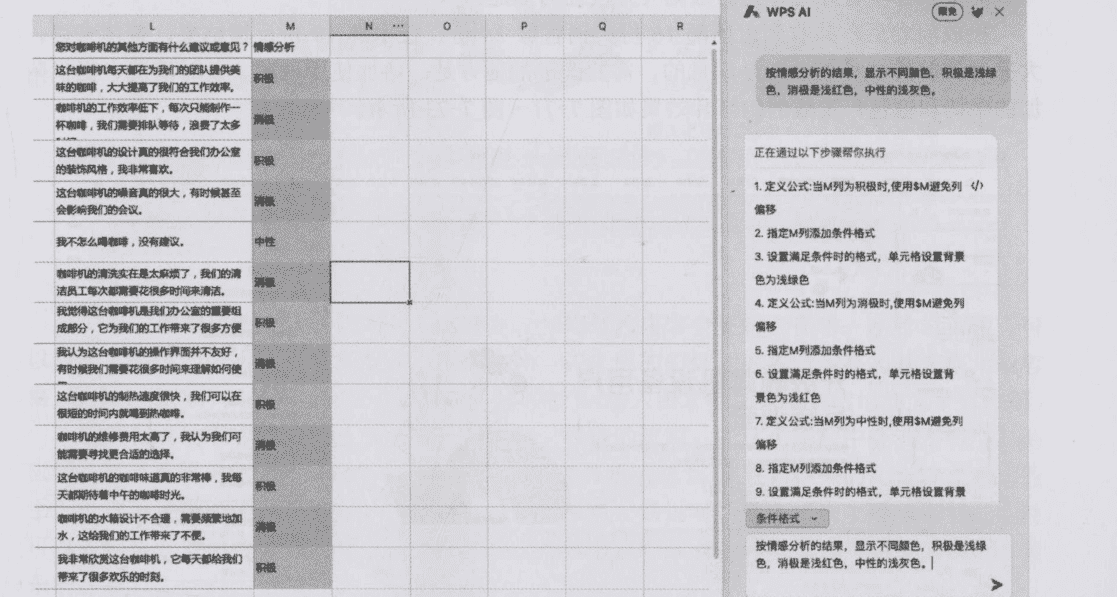 L M N ··· O P Q R
您对咖啡机的其他方面有什么建议或意见？ 情感分析
这台咖啡机每天都在为我们的团队提供美
味的咖啡，大大提高了我们的工作效率。
积极
咖啡机的工作效率低下，每次只能制作一
杯咖啡，我们需要排队等待，浪费了太多
消极
这台咖啡机的设计真的很符合我们办公室
的装饰风格，我非常喜欢。
积极
这台咖啡机的噪音真的很大，有时候甚至
会影响我们的会议。
消极
我不怎么喝咖啡，没有建议。
中性
咖啡机的清洗实在是太麻烦了，我们的清
洁员工每次都需要花很多时间来清洁。
消极
我觉得这台咖啡机是我们办公室的重要组
成部分，它为我们的工作带来了很多方便
积极
我认为这台咖啡机的操作界面并不友好，
有时候我们需要花很多时间来理解如何使
消极
这台咖啡机的制热速度很快，我们可以在
很短的时间内就喝到热咖啡。
积极
咖啡机的维修费用太高了，我认为我们可
能需要寻找更合适的选择。
消极
这台咖啡机的咖啡味道真的非常棒，我每
天都期待着中午的咖啡时光。
积极
咖啡机的水箱设计不合理，需要频繁地加
水，这给我们的工作带来了不便。
消极
我非常欣赏这台咖啡机，它每天都给我们
带来了很多欢乐的时刻。
积极
WPS AI
限免
按情感分析的结果，显示不同颜色，积极是浅绿
色，消极是浅红色，中性的浅灰色。
正在通过以下步骤帮你执行
1. 定义公式:当M列为积极时,使用$M避免列
偏移
2. 指定M列添加条件格式
3. 设置满足条件时的格式，单元格设置背景
色为浅绿色
4. 定义公式:当M列为消极时,使用$M避免列
偏移
5. 指定M列添加条件格式
6. 设置满足条件时的格式，单元格设置背
景色为浅红色
7. 定义公式:当M列为中性时,使用$M避免列
偏移
8. 指定M列添加条件格式
9. 设置满足条件时的格式，单元格设置背景
条件格式
按情感分析的结果，显示不同颜色，积极是浅绿
色，消极是浅红色，中性的浅灰色。